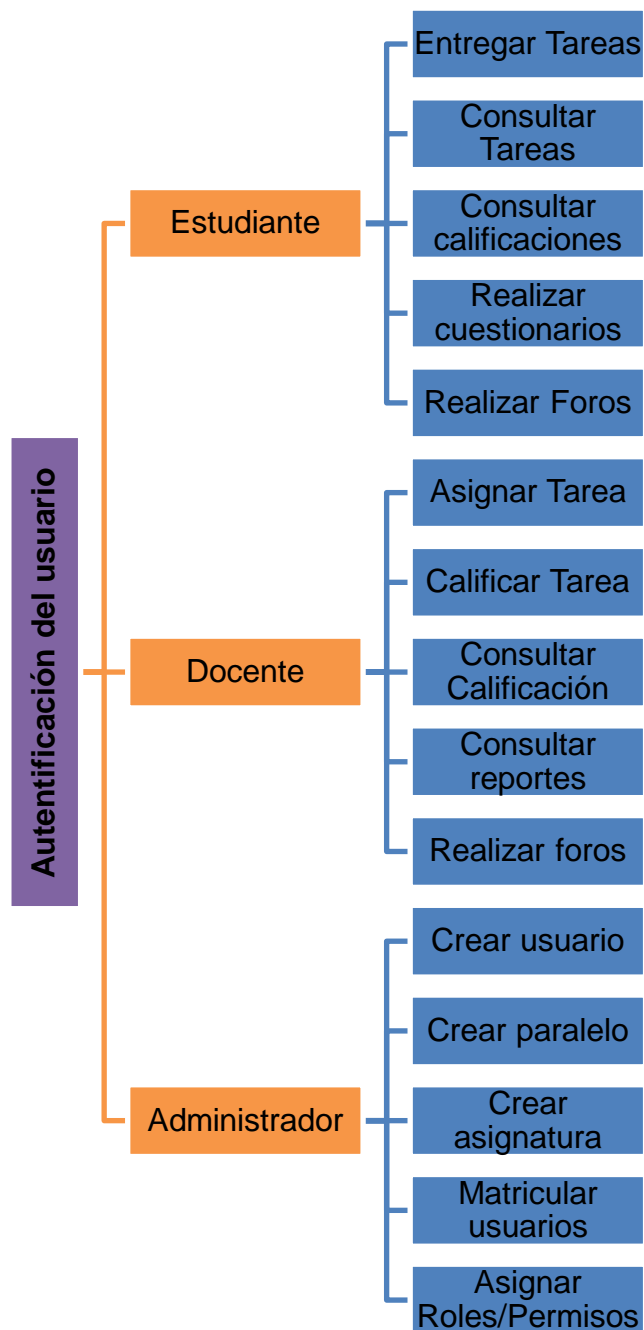 Autentificación del usuario
Estudiante
Entregar Tareas
Consultar
Tareas
Consultar
calificaciones
Realizar
cuestionarios
Realizar Foros
Docente
Asignar Tarea
Calificar Tarea
Consultar
Calificación
Consultar
reportes
Realizar foros
Administrador
Crear usuario
Crear paralelo
Crear
asignatura
Matricular
usuarios
Asignar
Roles/Permisos